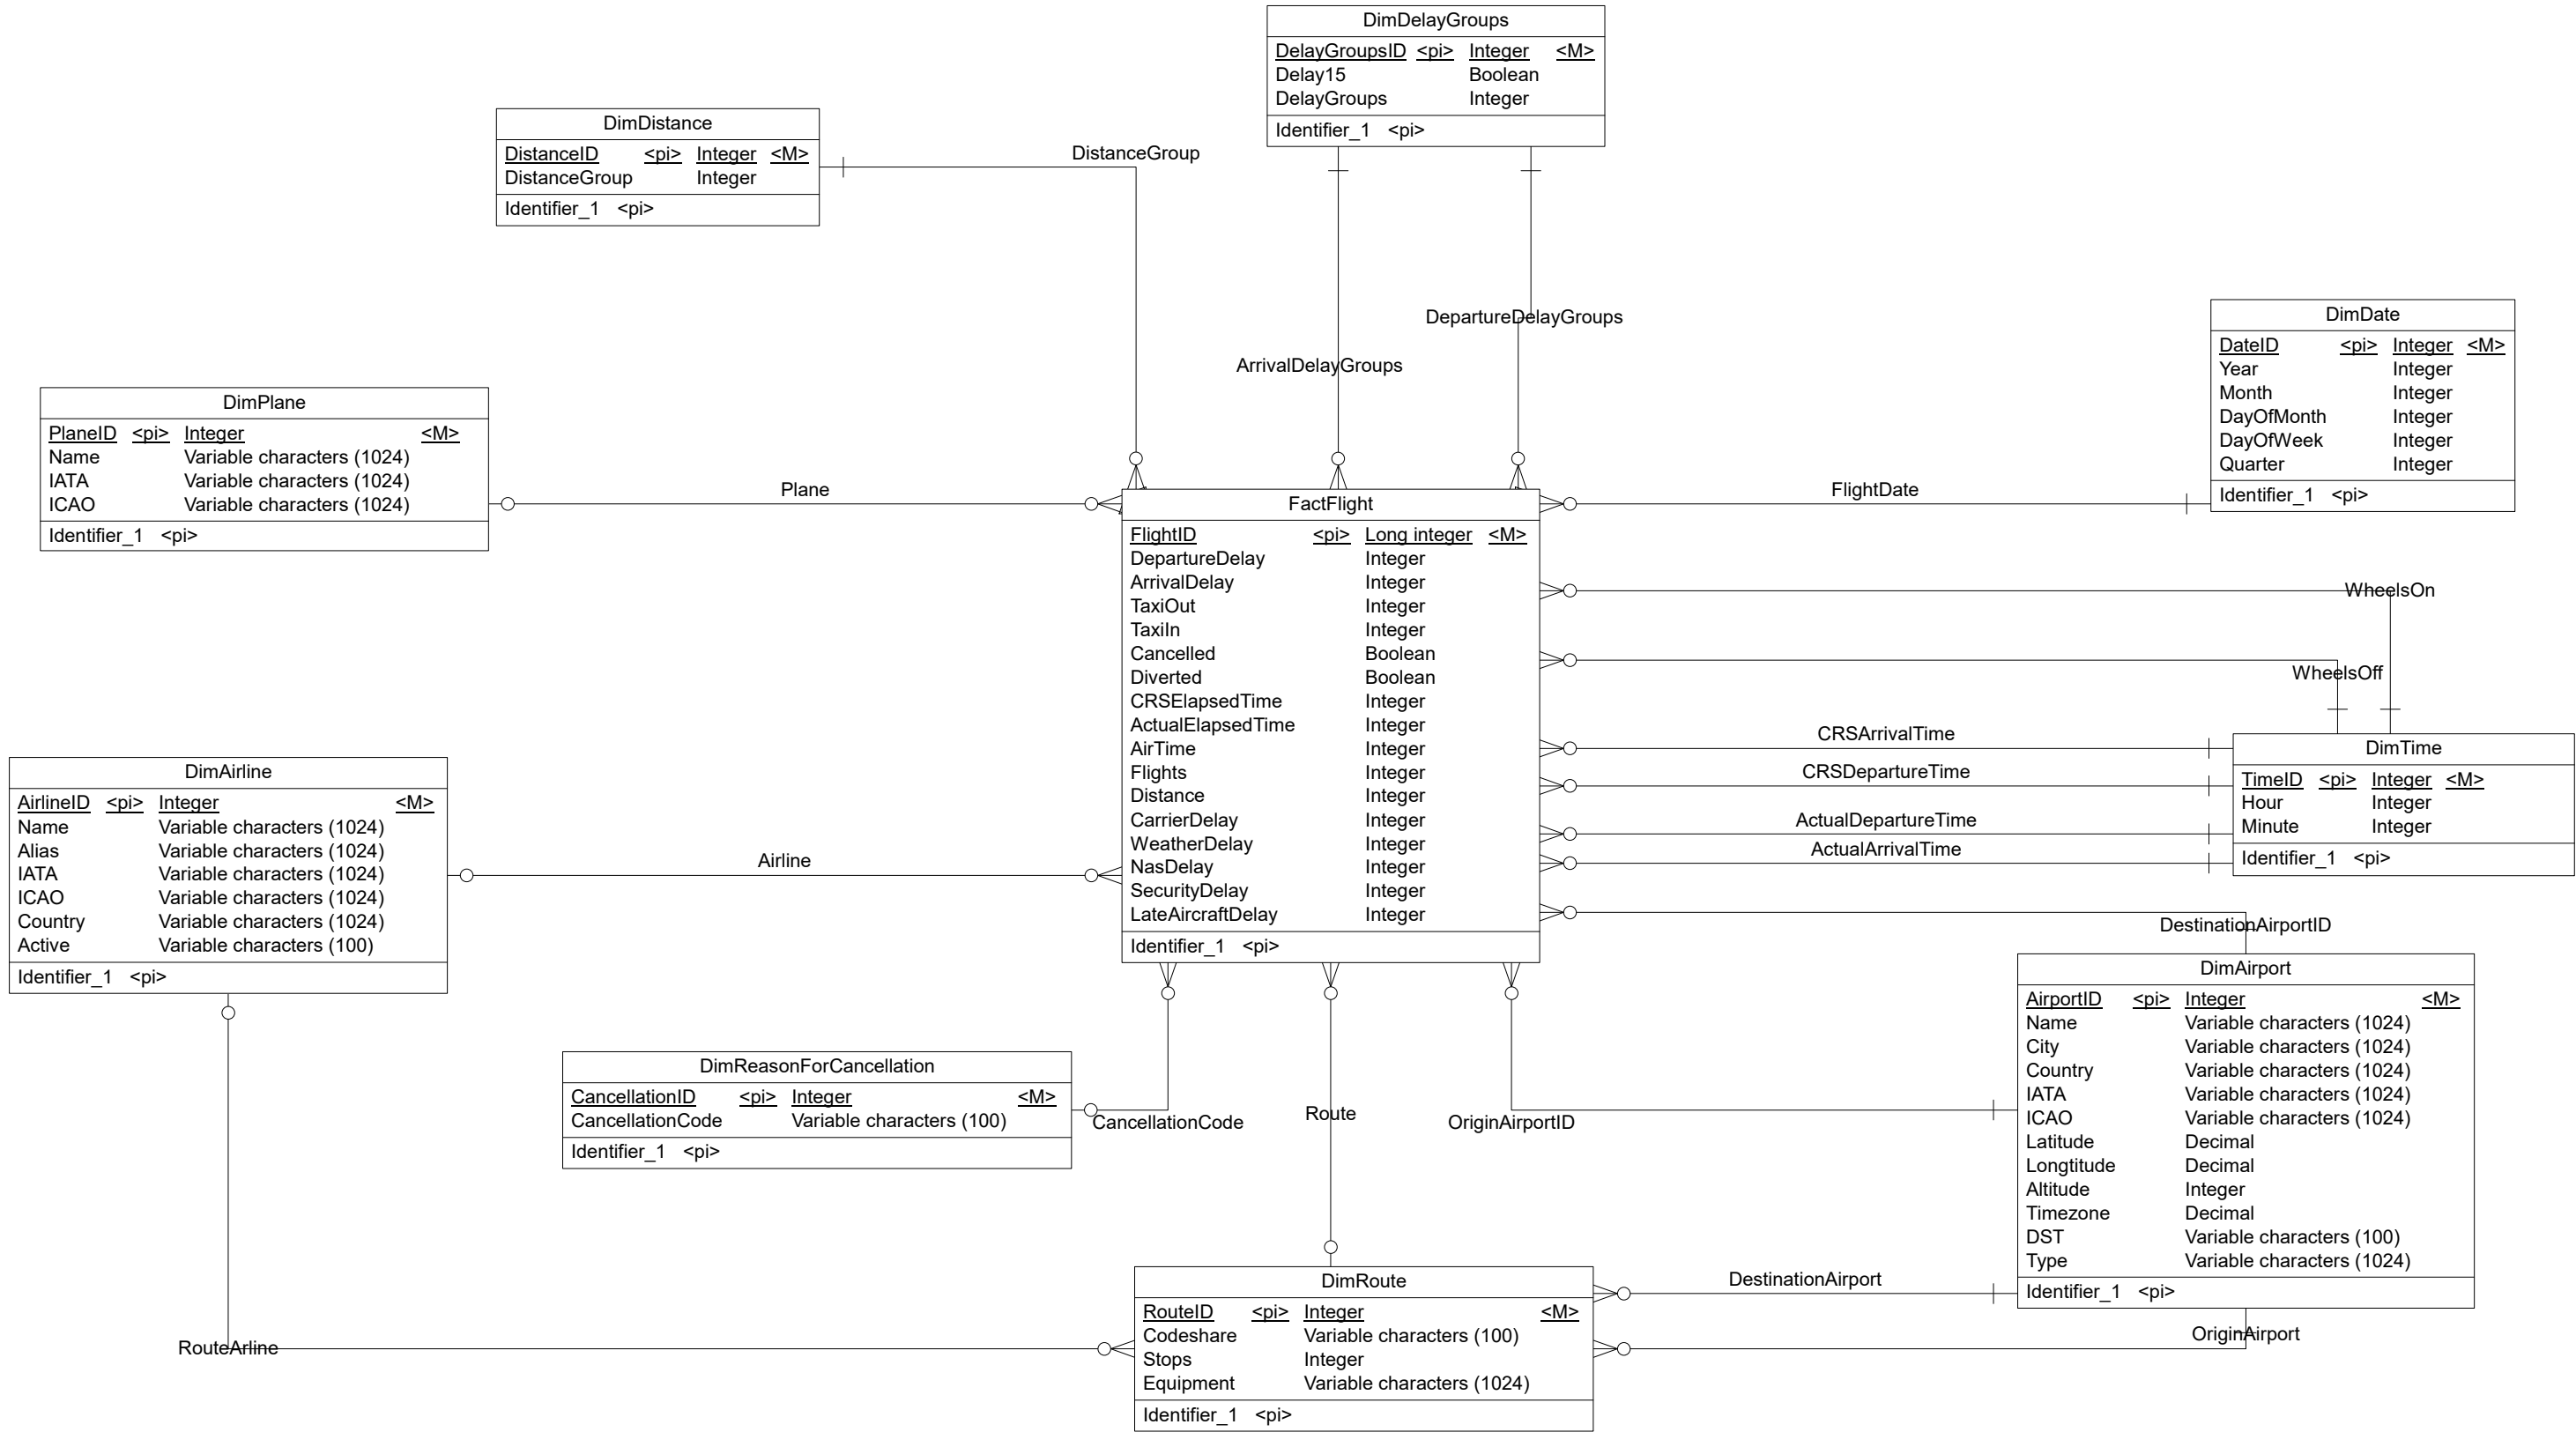 DimDelayGroups
DelayGroupsID <pi> Integer <M>
Delay15 Boolean
DelayGroups Integer
Identifier_1 <pi>
DimDistance
DistanceID <pi> Integer <M>
DistanceGroup Integer
Identifier_1 <pi>
DistanceGroup
DepartureDelayGroups
ArrivalDelayGroups
DimDate
DateID <pi> Integer <M>
Year Integer
Month Integer
DayOfMonth Integer
DayOfWeek Integer
Quarter Integer
Identifier_1 <pi>
DimPlane
PlaneID <pi> Integer <M>
Name Variable characters (1024)
IATA Variable characters (1024)
ICAO Variable characters (1024)
Identifier_1 <pi>
Plane
FlightDate
FactFlight
FlightID <pi> Long integer <M>
DepartureDelay Integer
ArrivalDelay Integer
TaxiOut Integer
TaxiIn Integer
Cancelled Boolean
Diverted Boolean
CRSElapsedTime Integer
ActualElapsedTime Integer
AirTime Integer
Flights Integer
Distance Integer
CarrierDelay Integer
WeatherDelay Integer
NasDelay Integer
SecurityDelay Integer
LateAircraftDelay Integer
Identifier_1 <pi>
WheelsOn
WheelsOff
CRSArrivalTime
CRSDepartureTime
ActualDepartureTime
ActualArrivalTime
DimTime
TimeID <pi> Integer <M>
Hour Integer
Minute Integer
Identifier_1 <pi>
DimAirline
AirlineID <pi> Integer <M>
Name Variable characters (1024)
Alias Variable characters (1024)
IATA Variable characters (1024)
ICAO Variable characters (1024)
Country Variable characters (1024)
Active Variable characters (100)
Identifier_1 <pi>
Airline
DestinationAirportID
DimAirport
AirportID <pi> Integer <M>
Name Variable characters (1024)
City Variable characters (1024)
Country Variable characters (1024)
IATA Variable characters (1024)
ICAO Variable characters (1024)
Latitude Decimal
Longtitude Decimal
Altitude Integer
Timezone Decimal
DST Variable characters (100)
Type Variable characters (1024)
Identifier_1 <pi>
DimReasonForCancellation
CancellationID <pi> Integer <M>
CancellationCode Variable characters (100)
Identifier_1 <pi>
CancellationCode
Route
OriginAirportID
DimRoute
RouteID <pi> Integer <M>
Codeshare Variable characters (100)
Stops Integer
Equipment Variable characters (1024)
Identifier_1 <pi>
DestinationAirport
OriginAirport
RouteArline